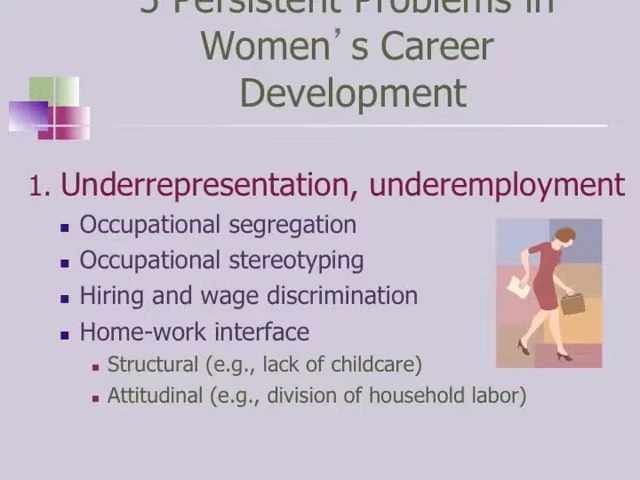 Persistent Problems in
Women's Career
Development
1. Underrepresentation, underemployment
Occupational segregation
Occupational stereotyping
Hiring and wage discrimination
Home-work interface
Structural (e.g., lack of childcare)
Attitudinal (e.g., division of household labor)